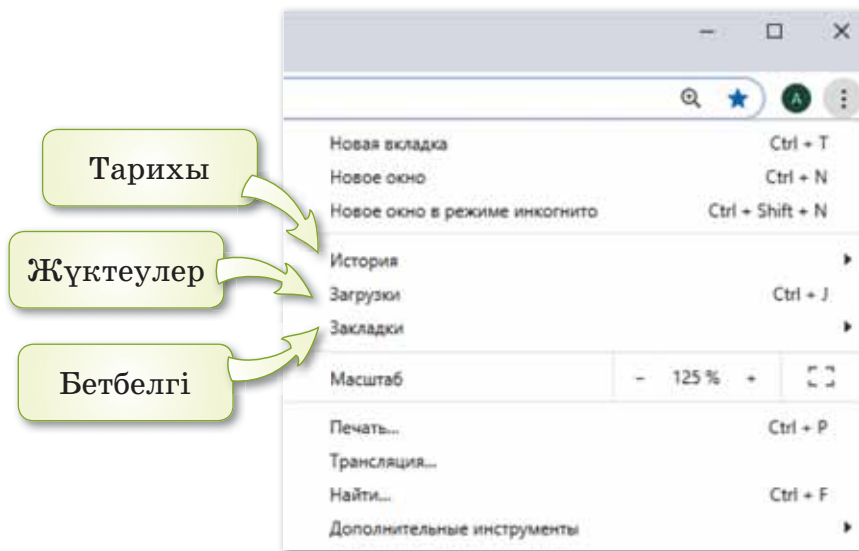 A
Новая вкладка Ctrl + T
Новое окно Ctrl + N
Новое окно в режиме инкогнито Ctrl + Shift + N
Тарихы
История
Жүктеулер
Загрузки Ctrl + J
Закладки
Бетбелгі
Масштаб - 125 % +
Печать... Ctrl + P
Трансляция...
Найти... Ctrl + F
Дополнительные инструменты